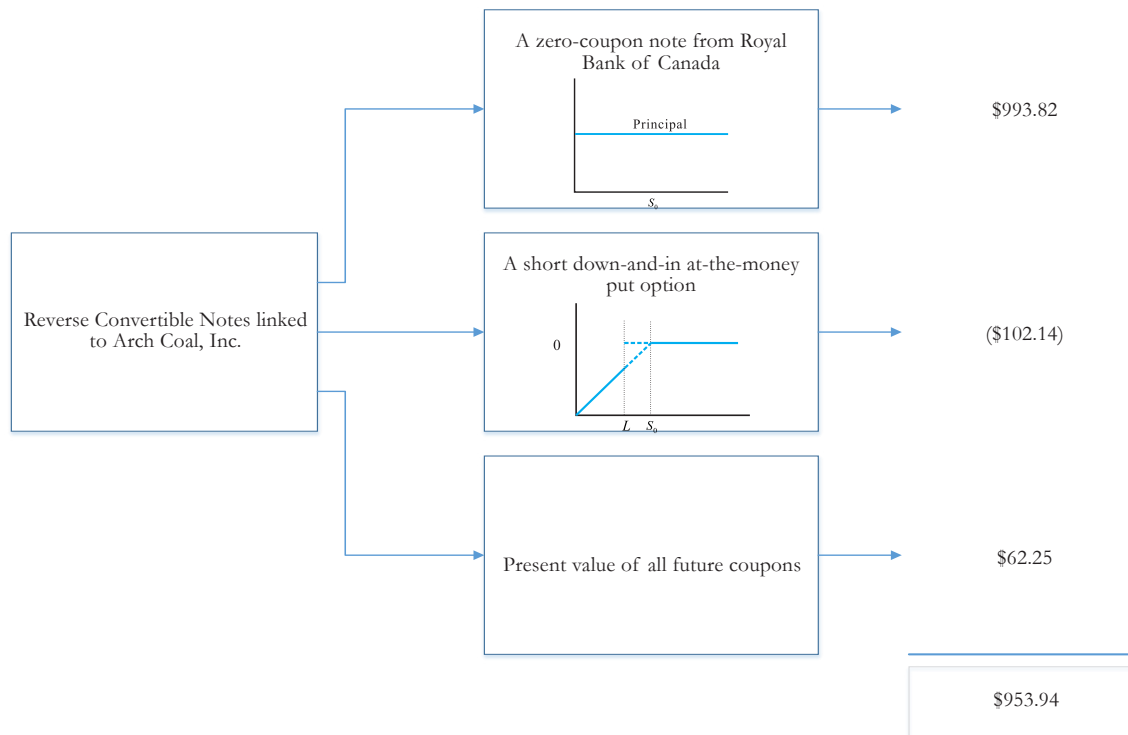 A zero-coupon note from Royal
Bank of Canada
Principal
S₀
$993.82
Reverse Convertible Notes linked
to Arch Coal, Inc.
A short down-and-in at-the-money
put option
0
L S₀
($102.14)
Present value of all future coupons
$62.25
$953.94